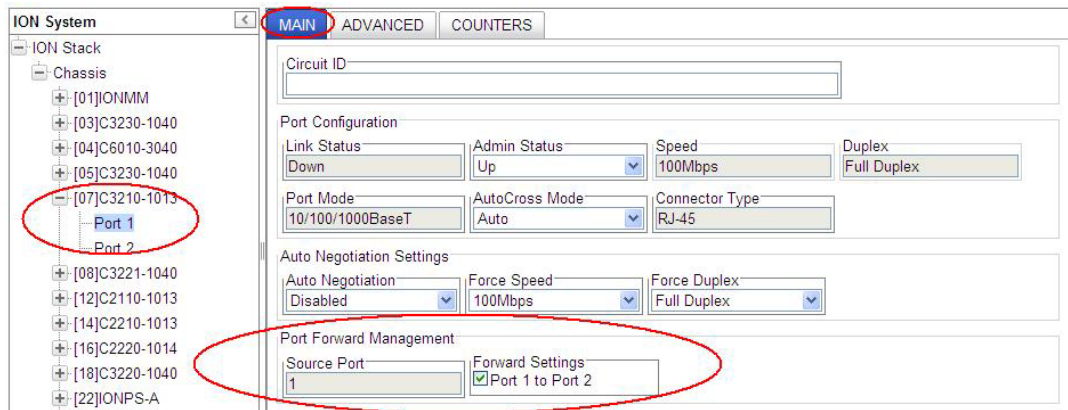 ION System
<
ION Stack
Chassis
[01]IONMM
[03]C3230-1040
[04]C6010-3040
[05]C3230-1040
[07]C3210-1013
Port 1
Port 2
[08]C3221-1040
[12]C2110-1013
[14]C2210-1013
[16]C2220-1014
[18]C3220-1040
[22]IONPS-A
MAIN ADVANCED COUNTERS
Circuit ID
Port Configuration
Link Status Admin Status Speed Duplex
Down Up 100Mbps Full Duplex
Port Mode AutoCross Mode Connector Type
10/100/1000BaseT Auto RJ-45
Auto Negotiation Settings
Auto Negotiation Force Speed Force Duplex
Disabled 100Mbps Full Duplex
Port Forward Management
Source Port Forward Settings
1 Port 1 to Port 2